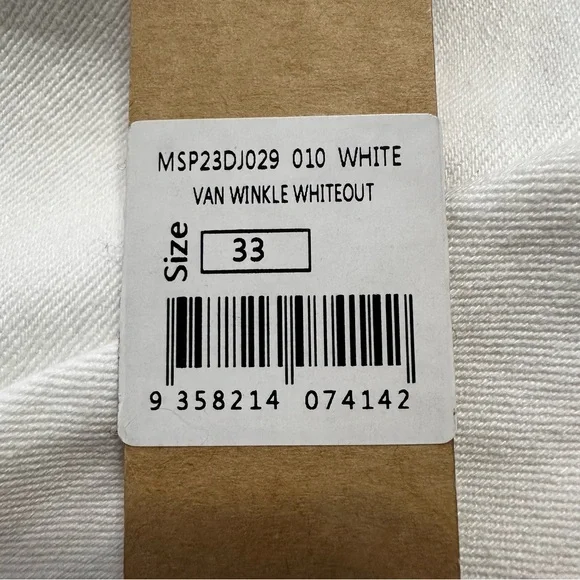 MSP23DJ029 010 WHITE
VAN WINKLE WHITEOUT
Size 33
9 358214 074142